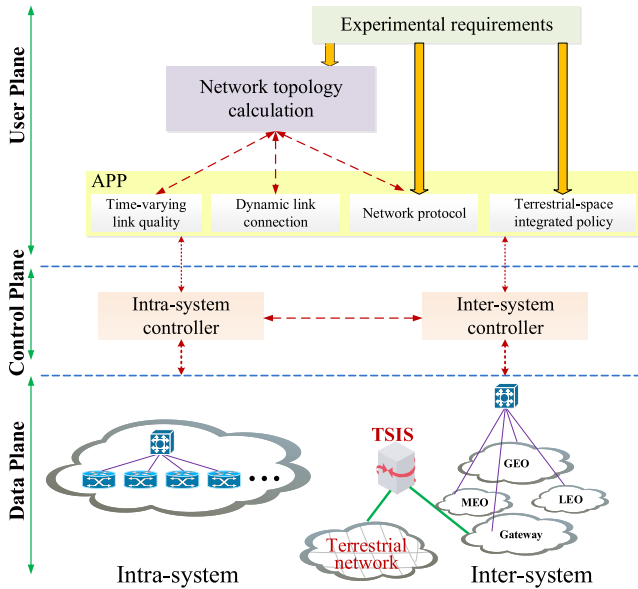 User Plane
Experimental requirements
Network topology
calculation
APP
Time-varying
link quality
Dynamic link
connection
Network protocol
Terrestrial-space
integrated policy
Control Plane
Intra-system
controller
Inter-system
controller
Data Plane
TSIS
GEO
MEO
LEO
Gateway
Terrestrial
network
Intra-system
Inter-system